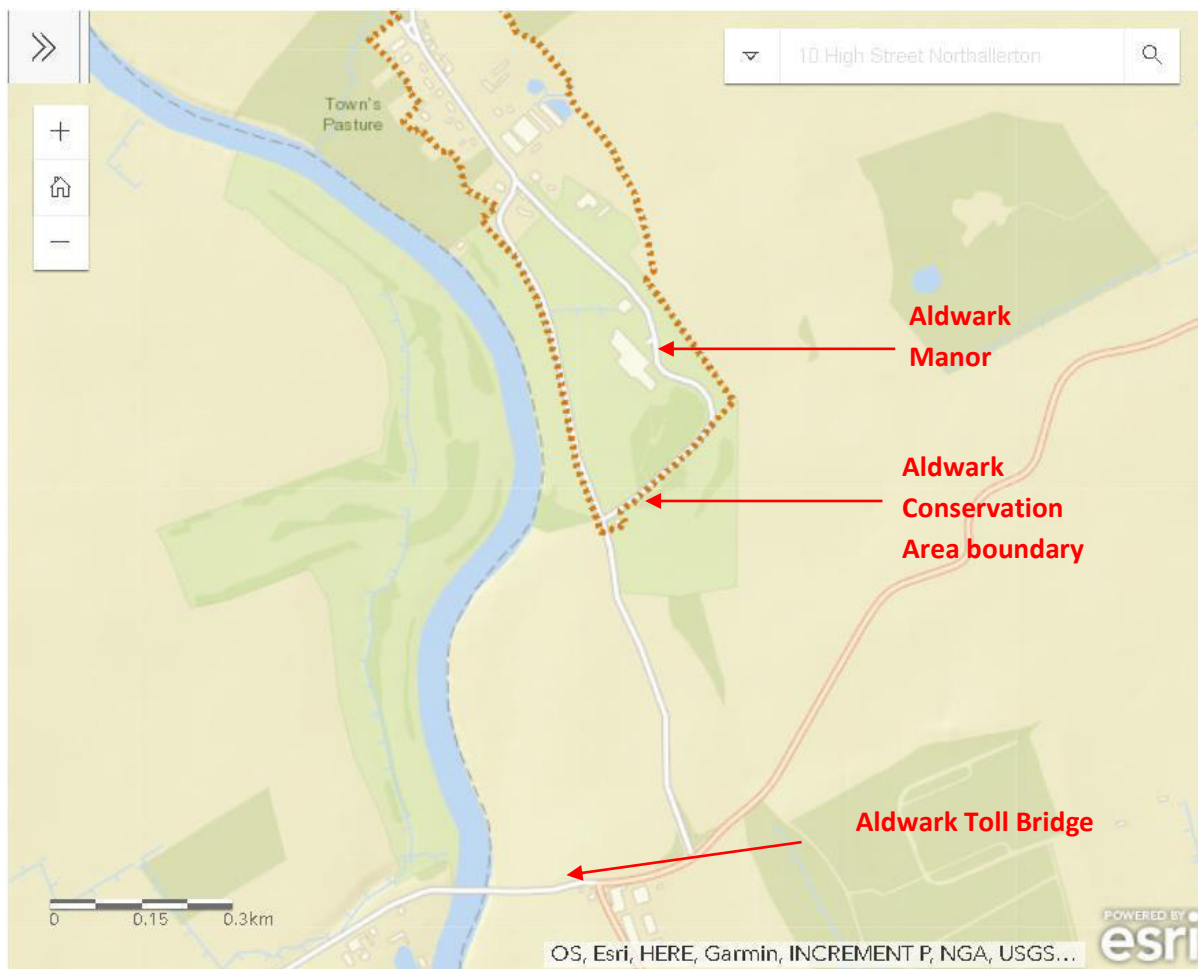 10 High Street Northallerton
Town's
Pasture
Aldwark
Manor
Aldwark
Conservation
Area boundary
Aldwark Toll Bridge
0 0.15 0.3km
POWERED BY
esri
OS, Esri, HERE, Garmin, INCREMENT P, NGA, USGS...